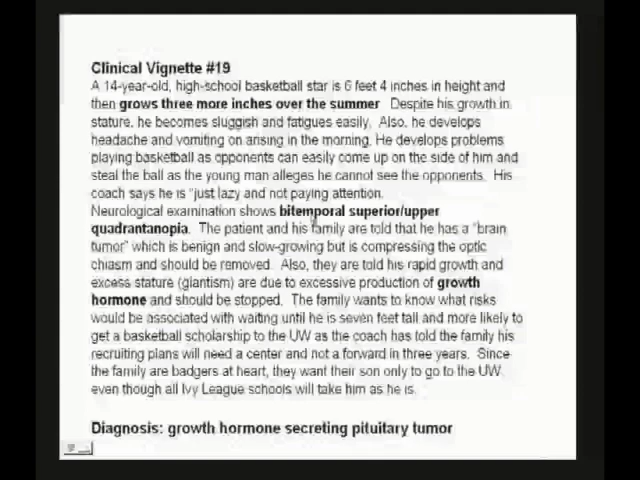 Clinical Vignette #19
A 14-year-old, high-school basketball star is 6 feet 4 inches in height and
then grows three more inches over the summer  Despite his growth in
stature, he becomes sluggish and fatigues easily.  Also, he develops
headache and vomiting on arising in the morning. He develops problems
playing basketball as opponents can easily come up on the side of him and
steal the ball as the young man alleges he cannot see the opponents.  His
coach says he is "just lazy and not paying attention.
Neurological examination shows bitemporal superior/upper
quadrantanopia.  The patient and his family are told that he has a "brain
tumor" which is benign and slow-growing but is compressing the optic
chiasm and should be removed.  Also, they are told his rapid growth and
excess stature (giantism) are due to excessive production of growth
hormone and should be stopped.  The family wants to know what risks
would be associated with waiting until he is seven feet tall and more likely to
get a basketball scholarship to the UW as the coach has told the family his
recruiting plans will need a center and not a forward in three years.  Since
the family are badgers at heart, they want their son only to go to the UW
even though all Ivy League schools will take him as he is.
Diagnosis: growth hormone secreting pituitary tumor